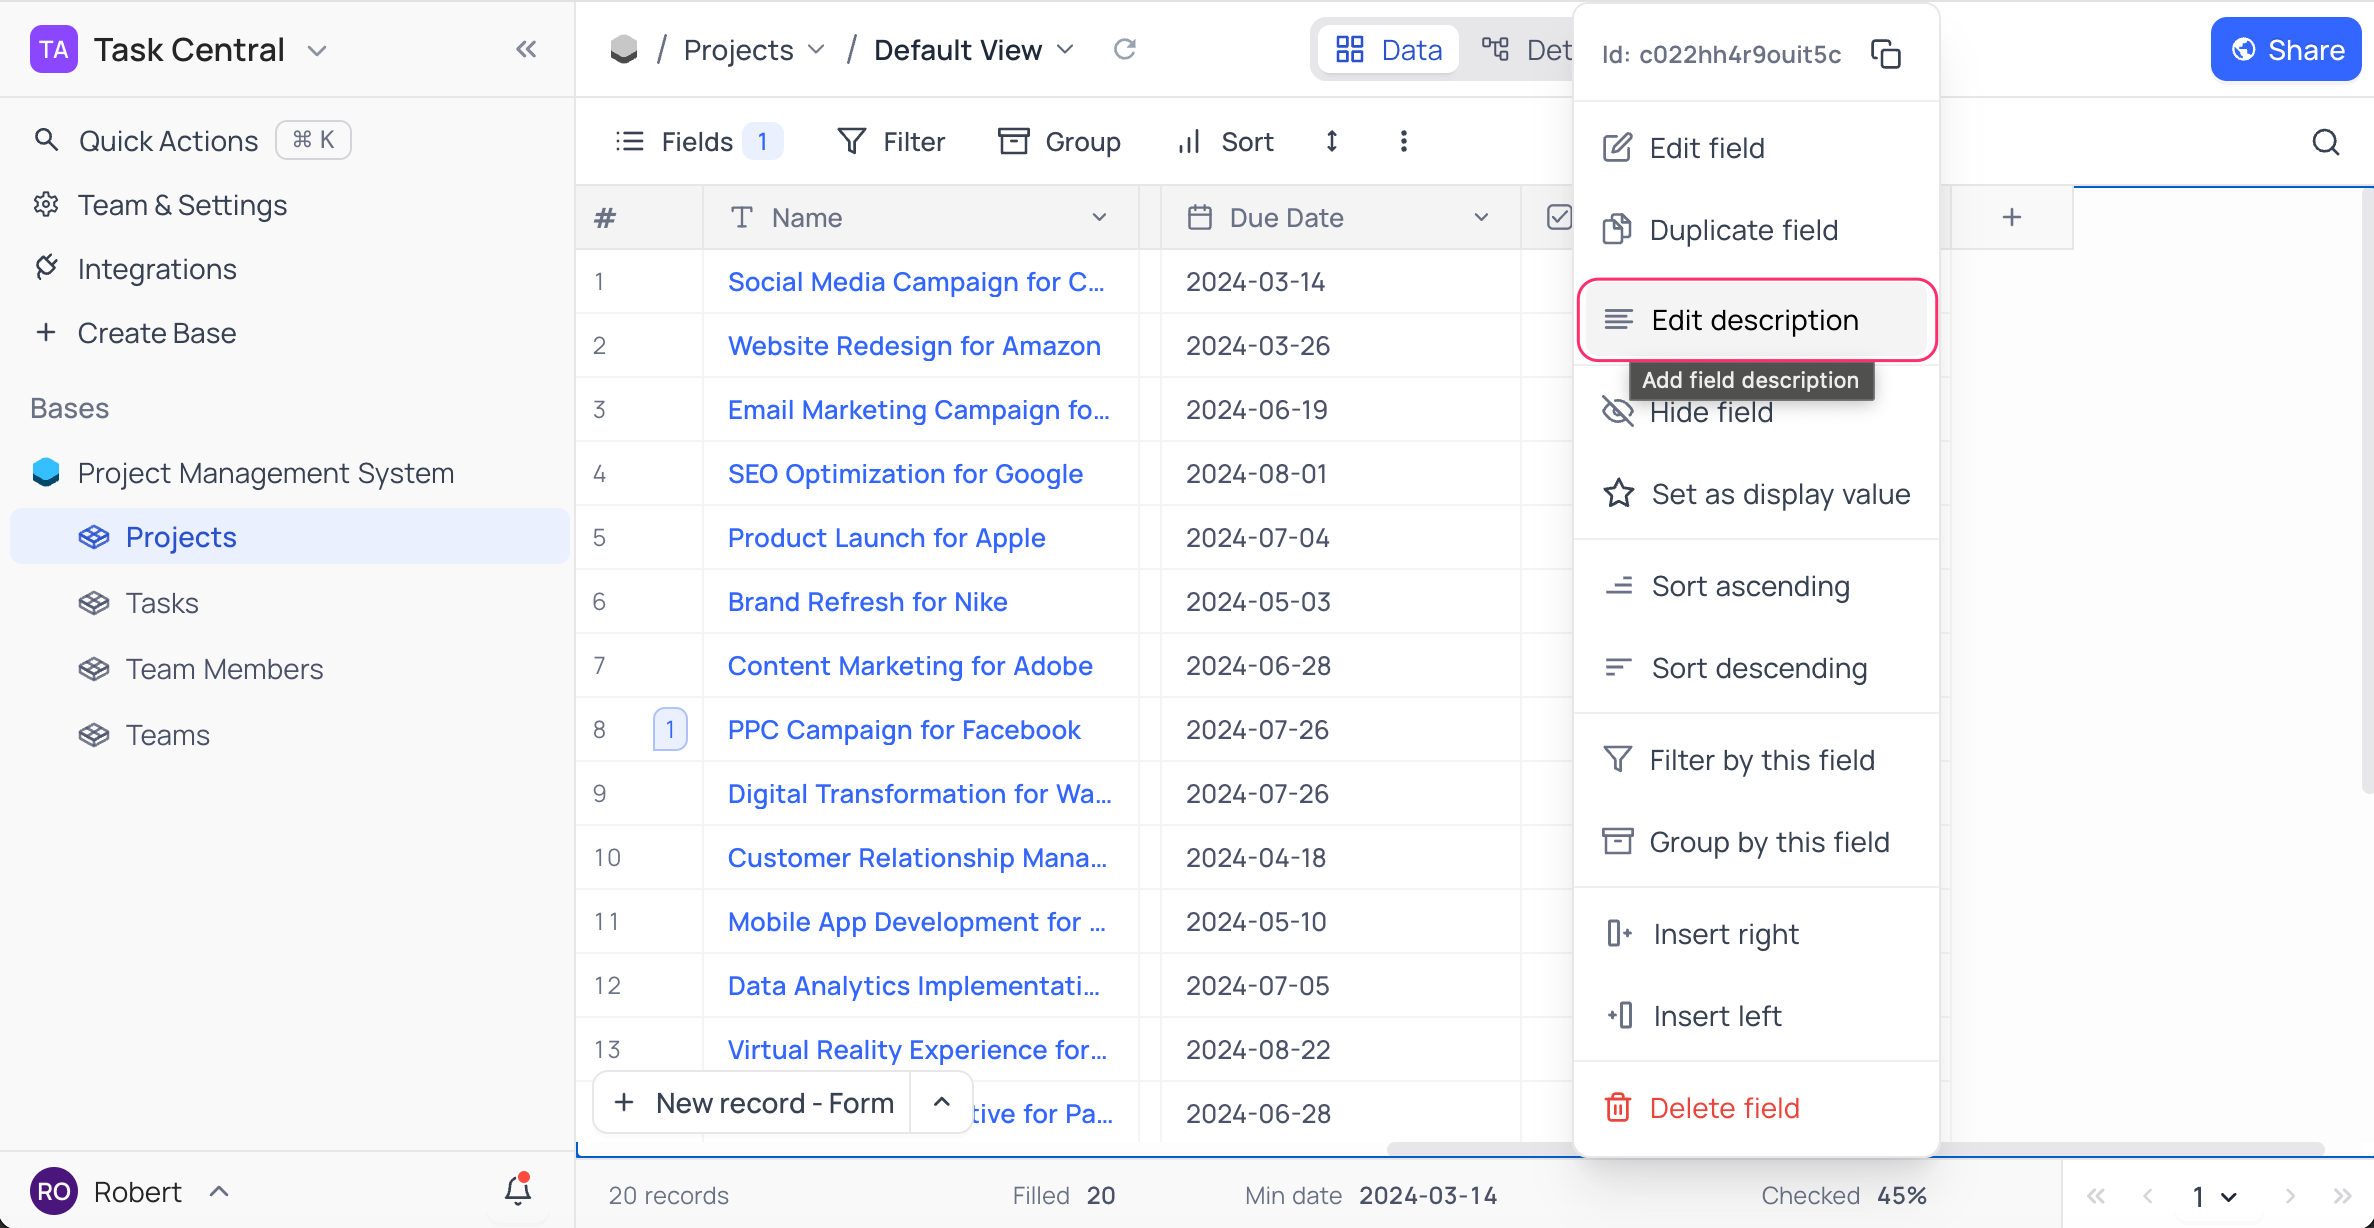 TA Task Central
Quick Actions ⌘ K
Team & Settings
Integrations
Create Base
Bases
Project Management System
Projects
Tasks
Team Members
Teams
RO Robert
/ Projects / Default View
Data Det
Share
Fields 1 Filter Group Sort
# Name Due Date
1 Social Media Campaign for C... 2024-03-14
2 Website Redesign for Amazon 2024-03-26
3 Email Marketing Campaign fo... 2024-06-19
4 SEO Optimization for Google 2024-08-01
5 Product Launch for Apple 2024-07-04
6 Brand Refresh for Nike 2024-05-03
7 Content Marketing for Adobe 2024-06-28
8 1 PPC Campaign for Facebook 2024-07-26
9 Digital Transformation for Wa... 2024-07-26
10 Customer Relationship Mana... 2024-04-18
11 Mobile App Development for ... 2024-05-10
12 Data Analytics Implementati... 2024-07-05
13 Virtual Reality Experience for... 2024-08-22
New record - Form tive for Pa... 2024-06-28
20 records Filled 20 Min date 2024-03-14 Checked 45% 1
Id: c022hh4r9ouit5c
Edit field
Duplicate field
Edit description
Add field description
Hide field
Set as display value
Sort ascending
Sort descending
Filter by this field
Group by this field
Insert right
Insert left
Delete field